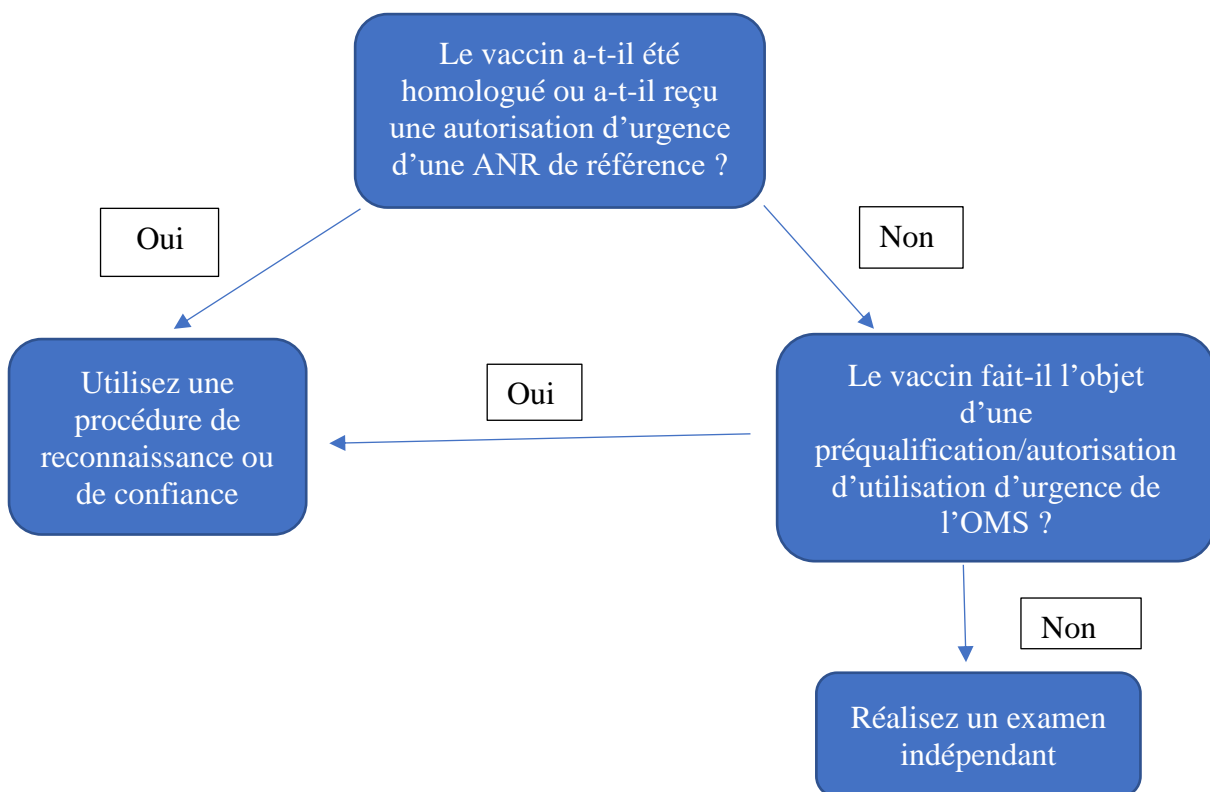 Le vaccin a-t-il été
homologué ou a-t-il reçu
une autorisation d’urgence
d’une ANR de référence ?
Oui
Non
Utilisez une
procédure de
reconnaissance ou
de confiance
Oui
Le vaccin fait-il l’objet
d’une
préqualification/autorisation
d’utilisation d’urgence de
l’OMS ?
Non
Réalisez un examen
indépendant